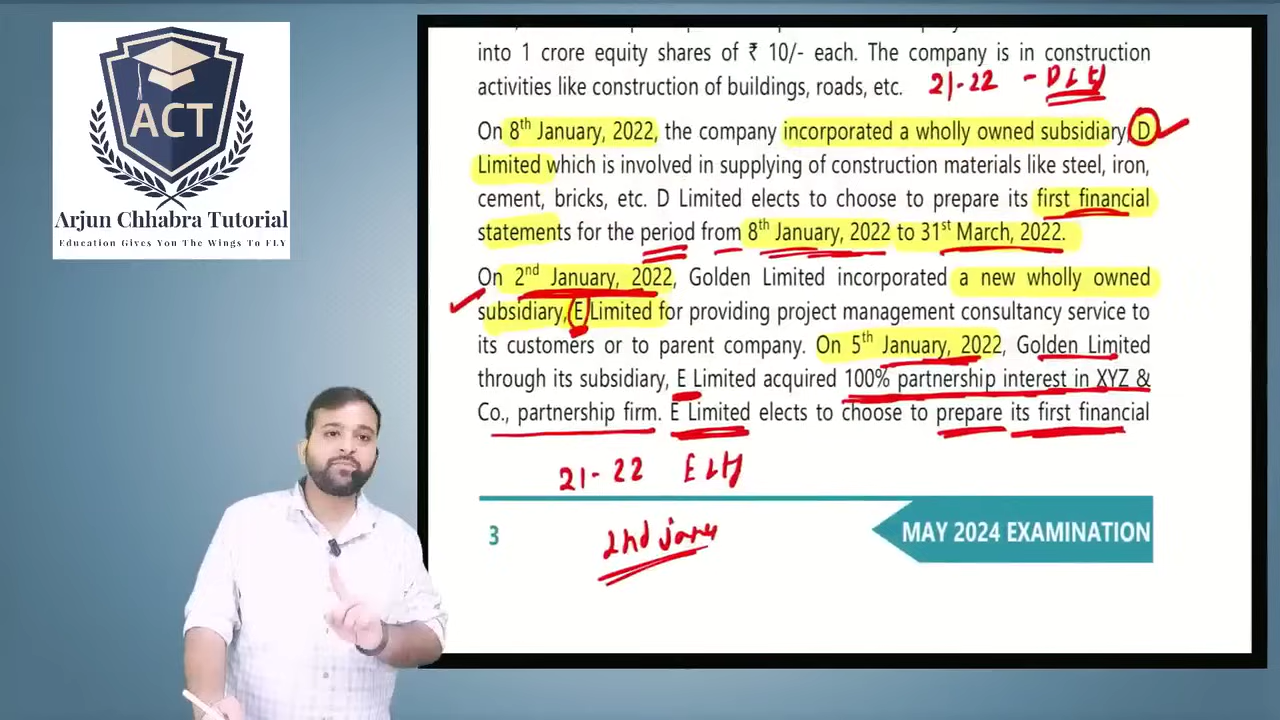 ACT
Arjun Chhabra Tutorial
Education Gives You The Wings To FLY
into 1 crore equity shares of ₹ 10/- each. The company is in construction
activities like construction of buildings, roads, etc. 21-22 - D Ltd
On 8th January, 2022, the company incorporated a wholly owned subsidiary, D
Limited which is involved in supplying of construction materials like steel, iron,
cement, bricks, etc. D Limited elects to choose to prepare its first financial
statements for the period from 8th January, 2022 to 31st March, 2022.
On 2nd January, 2022, Golden Limited incorporated a new wholly owned
subsidiary, E Limited for providing project management consultancy service to
its customers or to parent company. On 5th January, 2022, Golden Limited
through its subsidiary, E Limited acquired 100% partnership interest in XYZ &
Co., partnership firm. E Limited elects to choose to prepare its first financial
21-22 E Ltd
2nd
3
MAY 2024 EXAMINATION